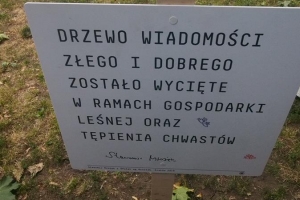 DRZEWO WIADOMOŚCI
ZŁEGO I DOBREGO
ZOSTAŁO WYCIĘTE
W RAMACH GOSPODARKI
LEŚNEJ ORAZ
TĘPIENIA CHWASTÓW